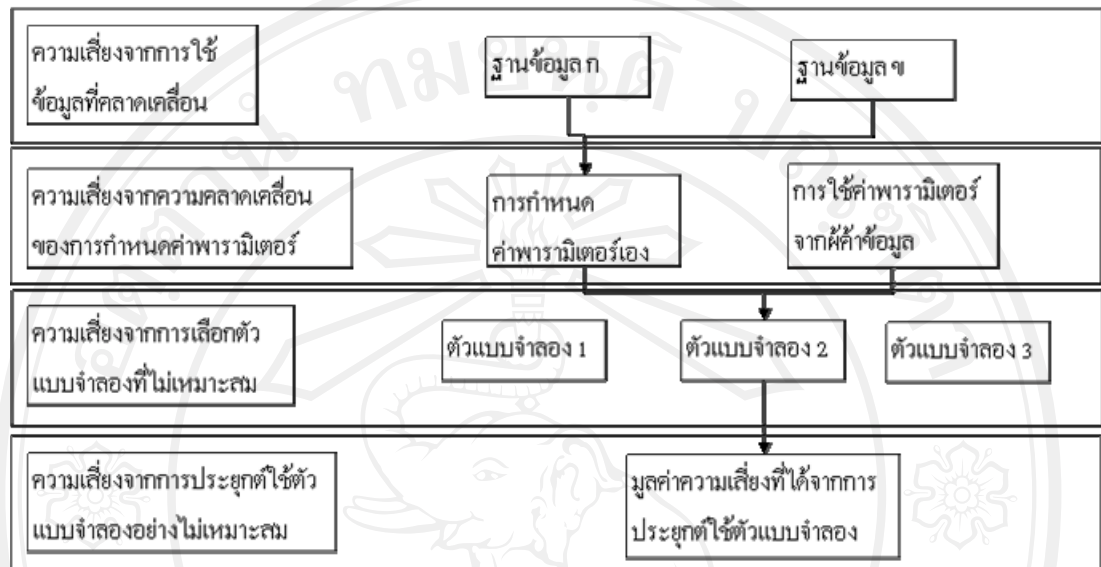 ความเสี่ยงจากการใช้
ข้อมูลที่คลาดเคลื่อน
ฐานข้อมูล ก
ฐานข้อมูล ข
ความเสี่ยงจากความคลาดเคลื่อน
ของการกำหนดค่าพารามิเตอร์
การกำหนด
ค่าพารามิเตอร์เอง
การใช้ค่าพารามิเตอร์
จากผู้ค้าข้อมูล
ความเสี่ยงจากการเลือกตัว
แบบจำลองที่ไม่เหมาะสม
ตัวแบบจำลอง 1
ตัวแบบจำลอง 2
ตัวแบบจำลอง 3
ความเสี่ยงจากการประยุกต์ใช้ตัว
แบบจำลองอย่างไม่เหมาะสม
มูลค่าความเสี่ยงที่ได้จากการ
ประยุกต์ใช้ตัวแบบจำลอง